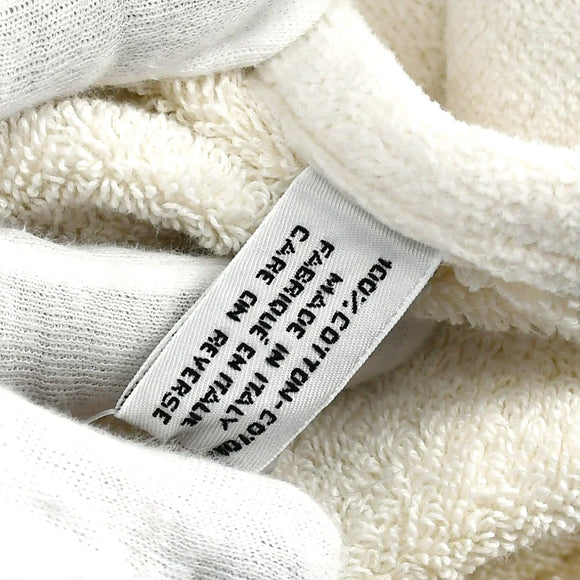 100% COTTON-COTON
MADE IN ITALY
FABRIQUÉ EN ITALIE
CARE ON REVERSE